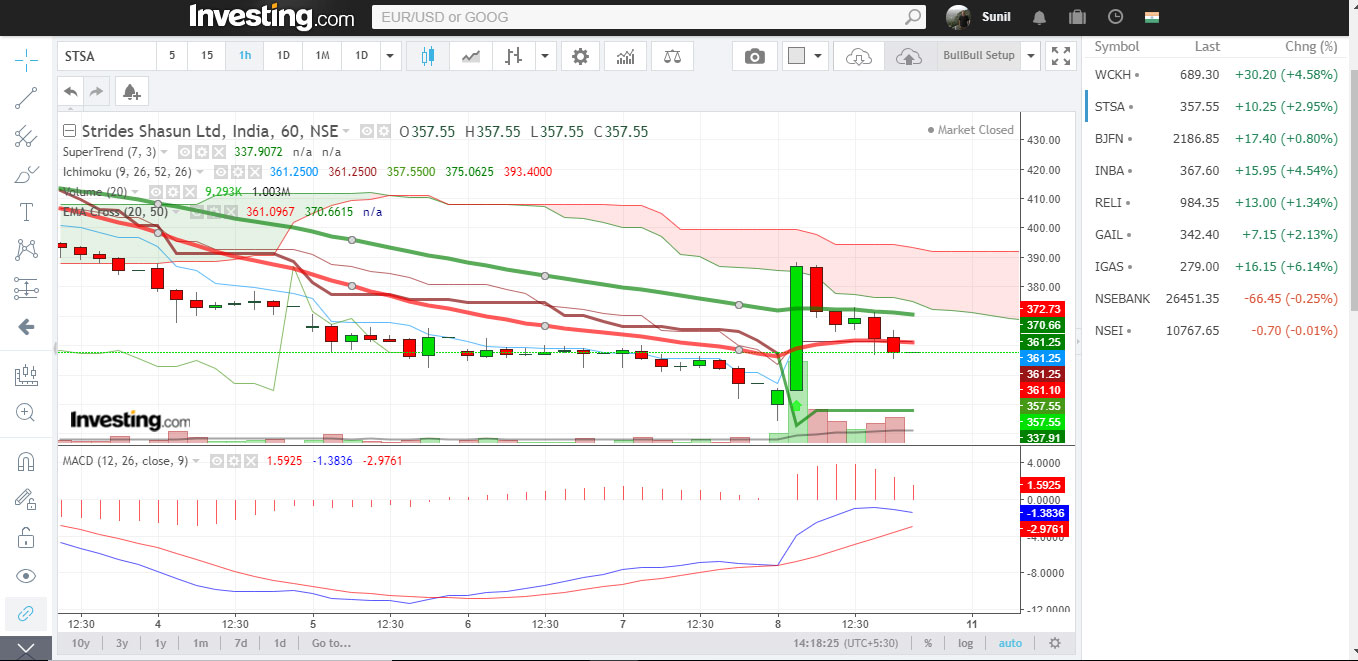 Investing.com EUR/USD or GOOG Sunil
STSA 5 15 1h 1D 1M 1D BullBull Setup
Symbol Last Chng (%)
WCKH 689.30 +30.20 (+4.58%)
STSA 357.55 +10.25 (+2.95%)
BJFN 2186.85 +17.40 (+0.80%)
INBA 367.60 +15.95 (+4.54%)
RELI 984.35 +13.00 (+1.34%)
GAIL 342.40 +7.15 (+2.13%)
IGAS 279.00 +16.15 (+6.14%)
NSEBANK 26451.35 -66.45 (-0.25%)
NSEI 10767.65 -0.70 (-0.01%)
Strides Shasun Ltd, India, 60, NSE O357.55 H357.55 L357.55 C357.55
Market Closed
SuperTrend (7, 3) 337.9072 n/a n/a
Ichimoku (9, 26, 52, 26) 361.2500 361.2500 357.5500 375.0625 393.4000
Volume (20) 9.293K 1.003M
EMA Cross (20, 50) 361.0967 370.6615 n/a
430.00
420.00
410.00
400.00
390.00
380.00
372.73
370.66
361.25
361.25
361.25
361.10
357.55
357.55
337.91
Investing.com
MACD (12, 26, close, 9) 1.5925 -1.3836 -2.9761
4.0000
1.5925
0.0000
-1.3836
-2.9761
-4.0000
-8.0000
-12.0000
12:30 4 12:30 5 12:30 6 12:30 7 12:30 8 12:30 11
10y 3y 1y 1m 7d 1d Go to... 14:18:25 (UTC+5:30) % log auto